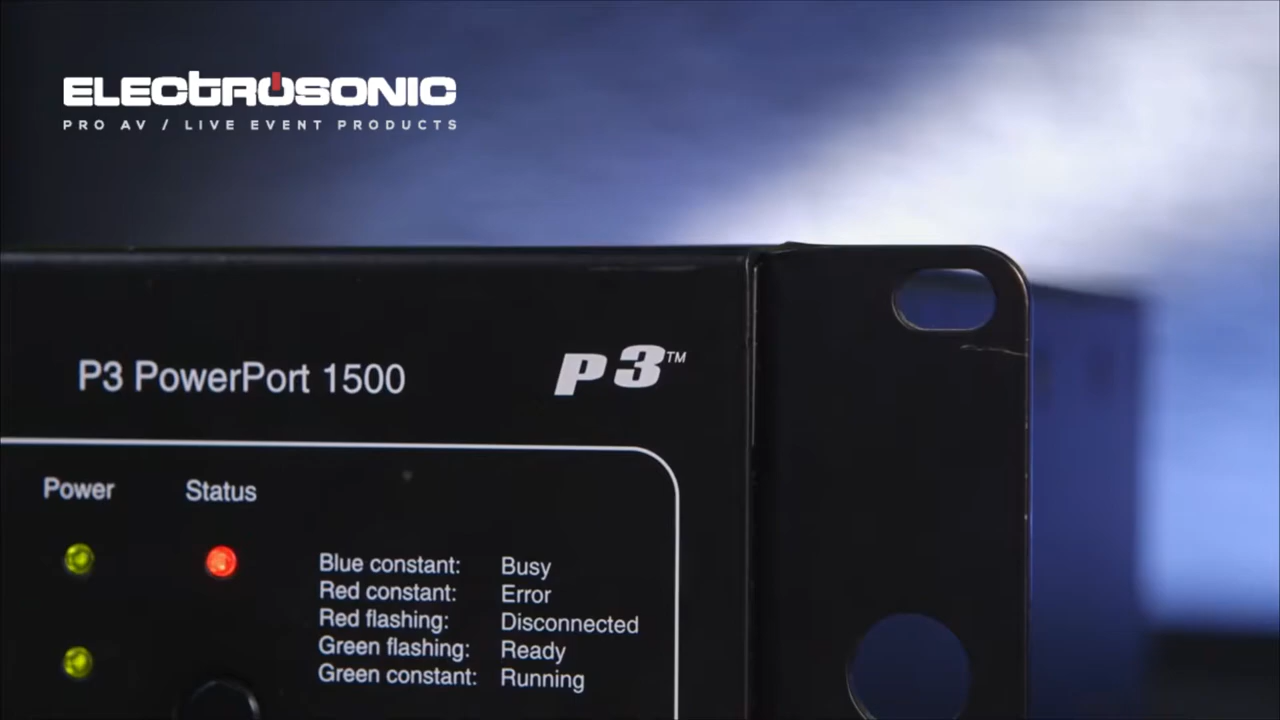 ELECTROSONIC
PRO AV / LIVE EVENT PRODUCTS
P3 PowerPort 1500
P3™
Power
Status
Blue constant: Busy
Red constant: Error
Red flashing: Disconnected
Green flashing: Ready
Green constant: Running